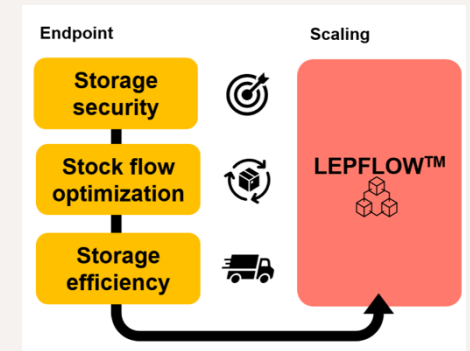 Endpoint
Scaling
Storage
security
Stock flow
optimization
LEPFLOW™
Storage
efficiency